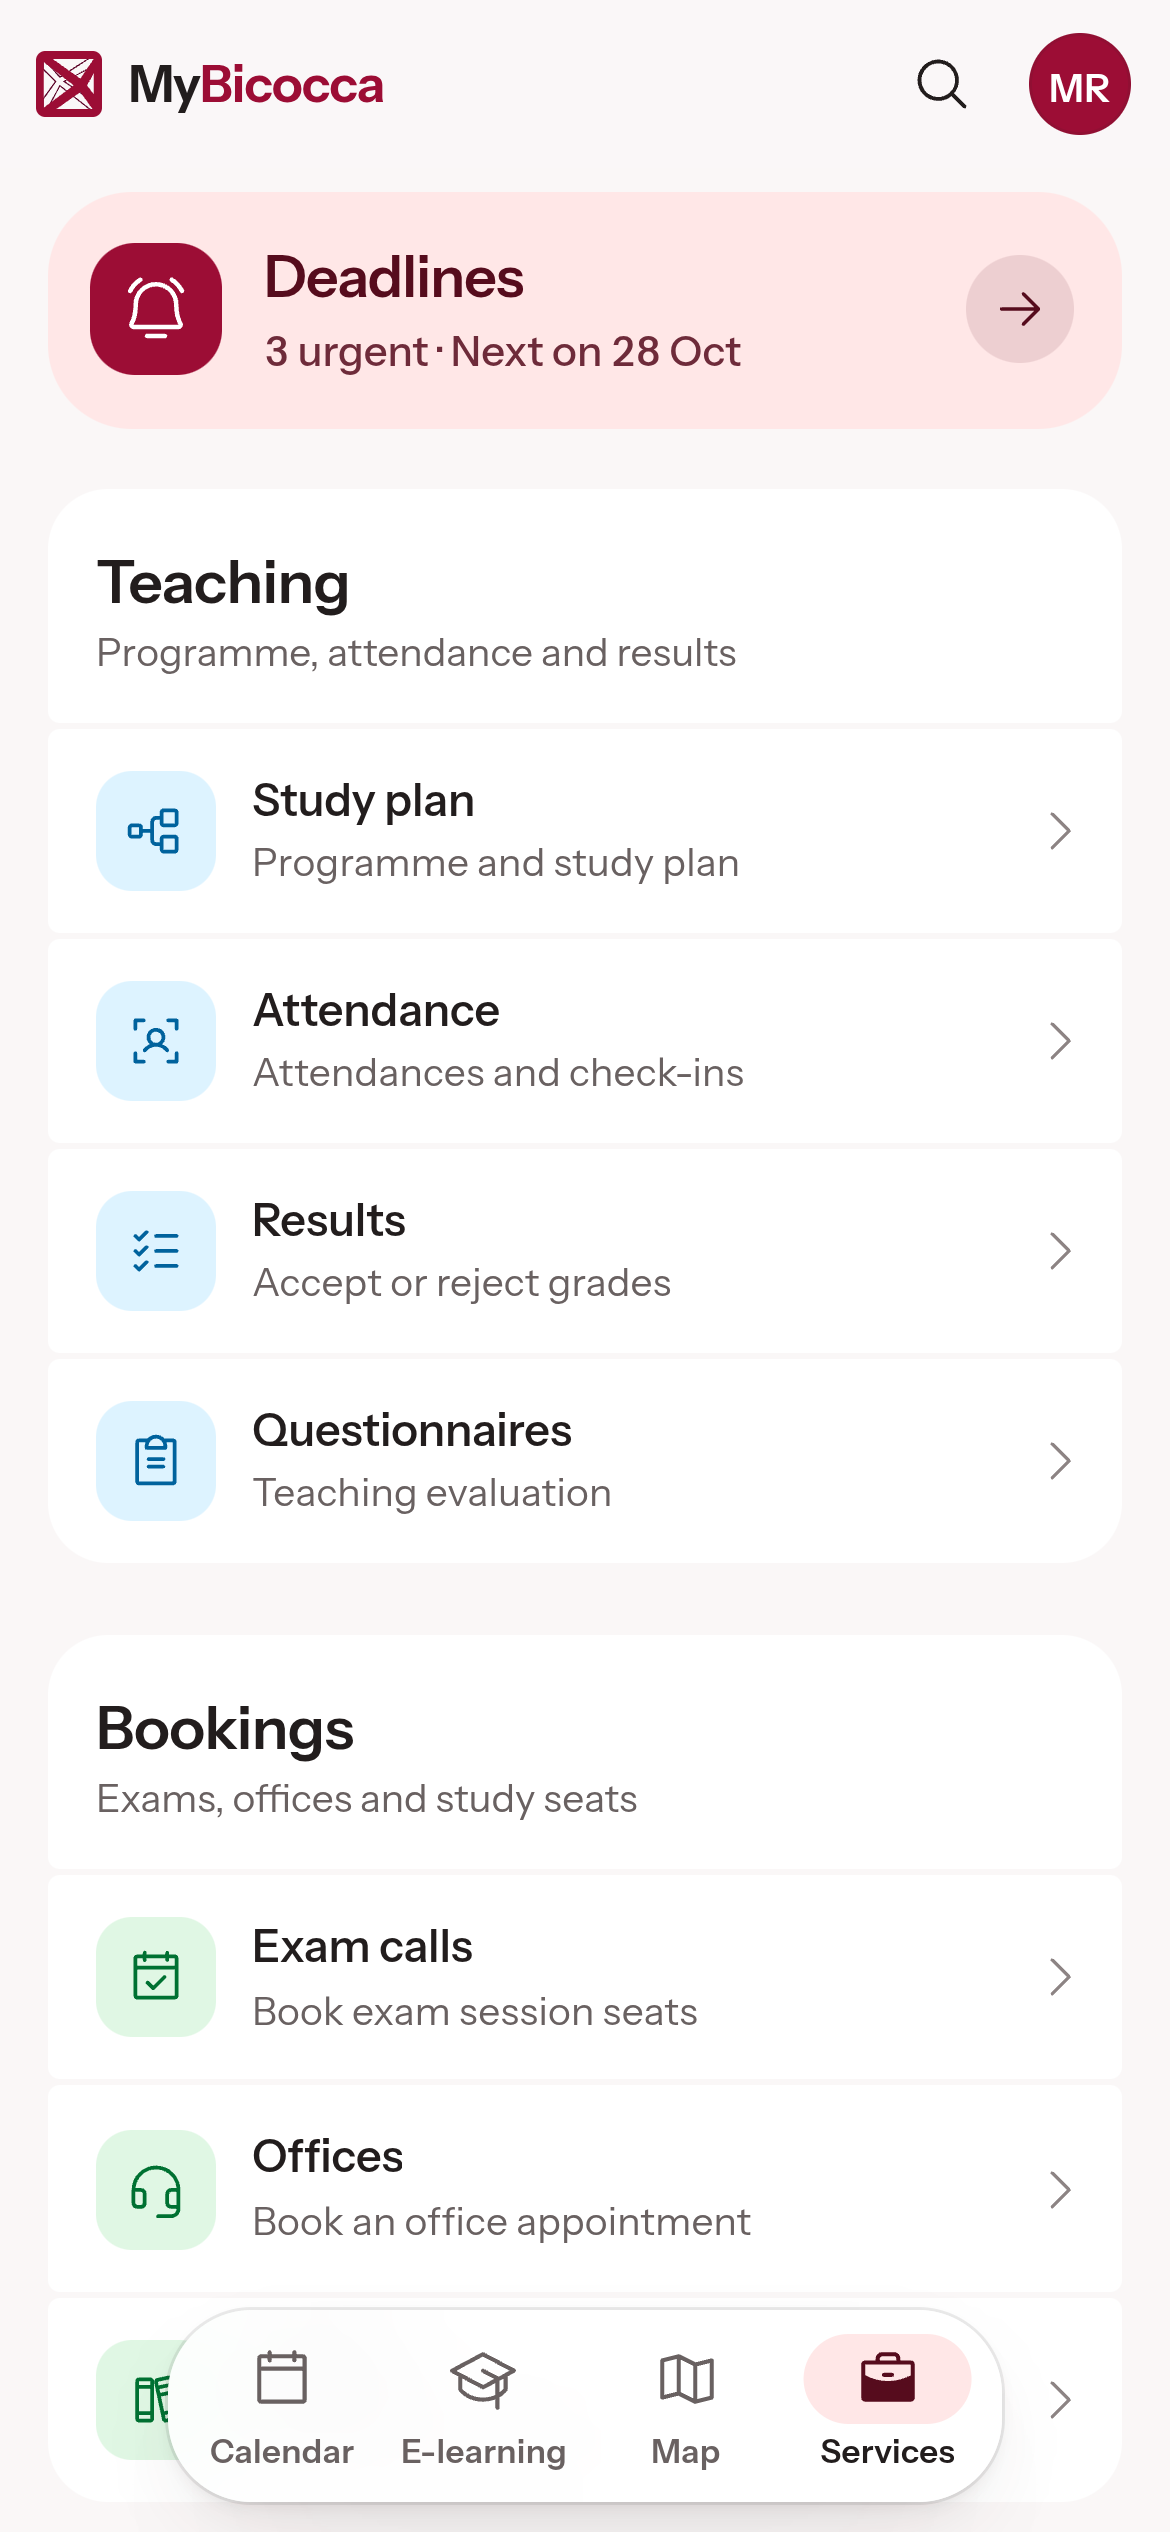 MyBicocca
MR
Deadlines
3 urgent · Next on 28 Oct
Teaching
Programme, attendance and results
Study plan
Programme and study plan
Attendance
Attendances and check-ins
Results
Accept or reject grades
Questionnaires
Teaching evaluation
Bookings
Exams, offices and study seats
Exam calls
Book exam session seats
Offices
Book an office appointment
Calendar
E-learning
Map
Services